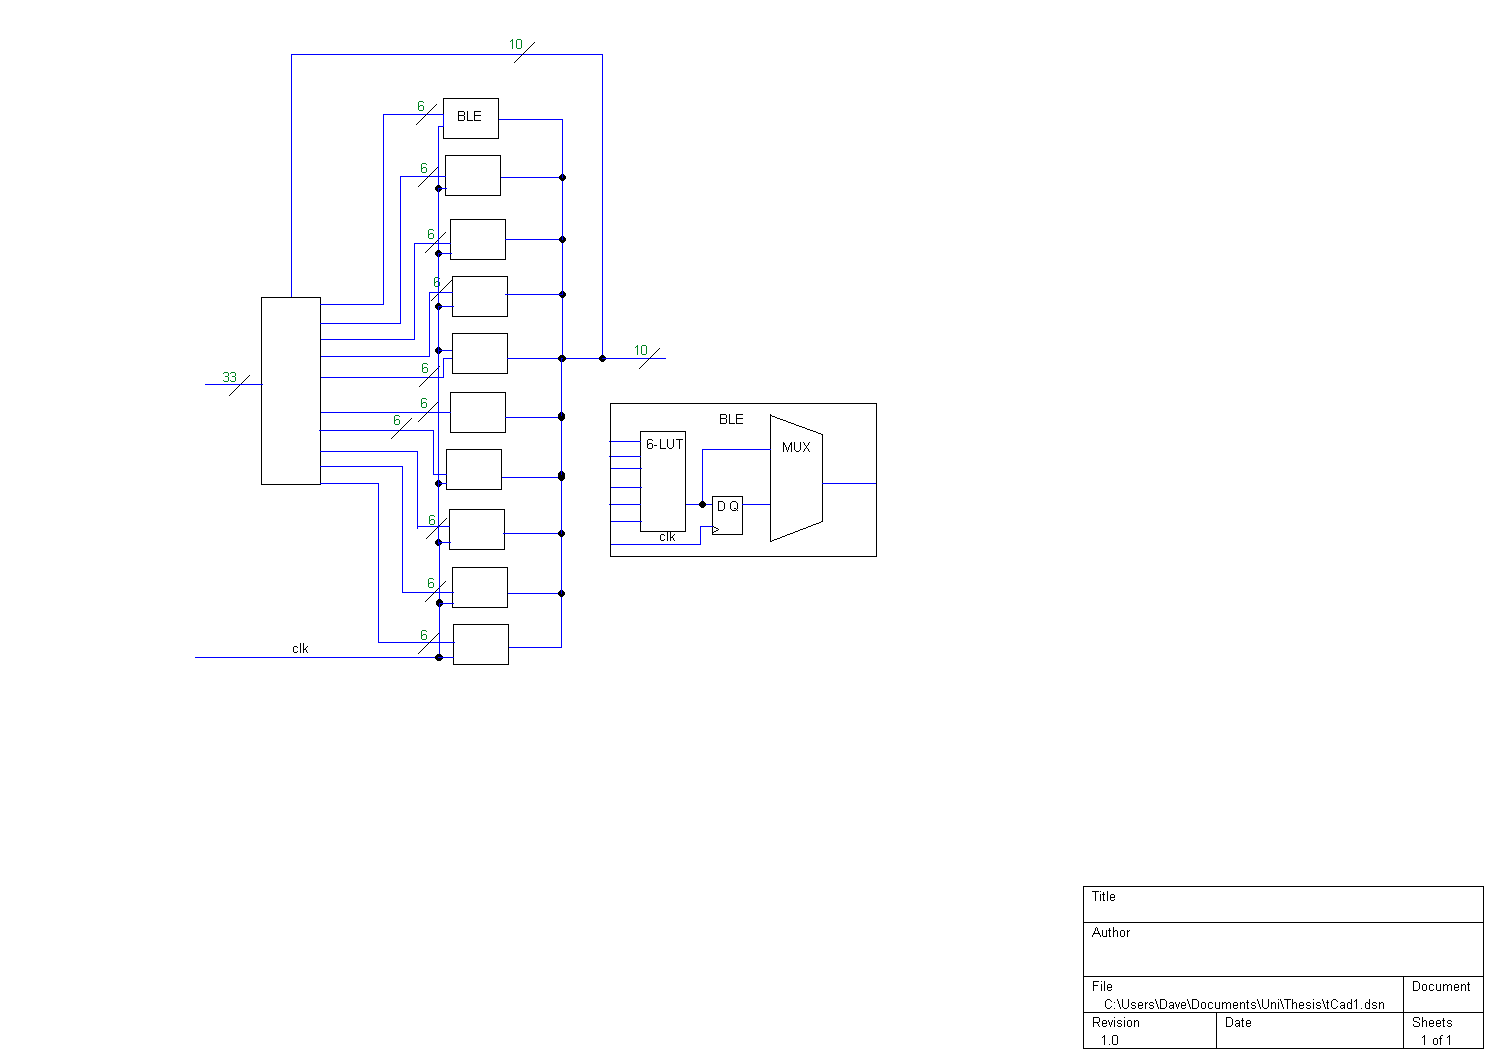 10
6
BLE
6
6
6
10
6
33
6
6
BLE
6-LUT
MUX
D Q
clk
6
6
6
clk
Title
Author
File
C:\Users\Dave\Documents\Uni\Thesis\tCad1.dsn
Document
Revision
1.0
Date
Sheets
1 of 1